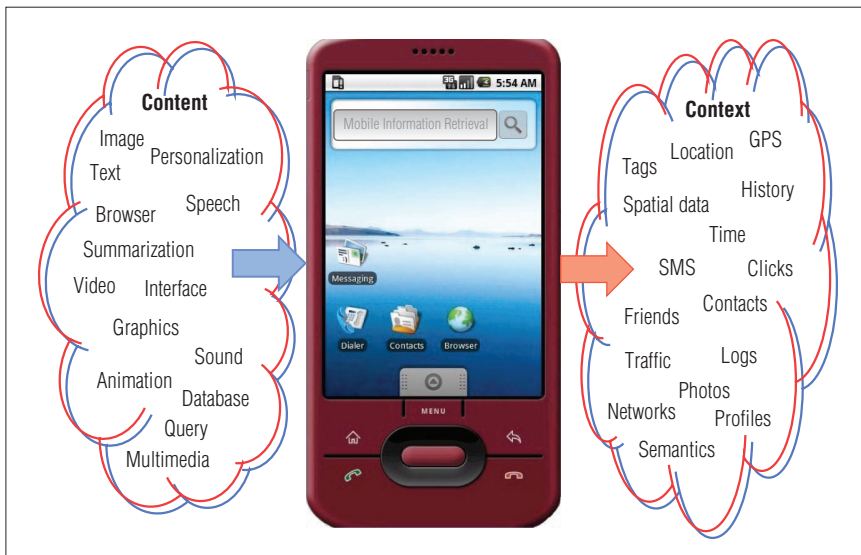 Content
Image
Personalization
Text
Speech
Browser
Summarization
Video
Interface
Graphics
Sound
Animation
Database
Query
Multimedia
3G
5:54 AM
Mobile Information Retrieval
Messaging
Dialer
Contacts
Browser
MENU
Context
GPS
Location
Tags
History
Spatial data
Time
SMS
Clicks
Contacts
Friends
Logs
Traffic
Photos
Networks
Profiles
Semantics